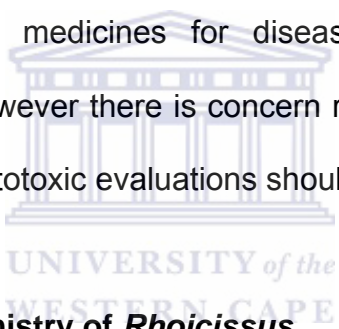 medicines for diseas
wever there is concern r
totoxic evaluations shoul
UNIVERSITY of the
WESTERN CAPE
istry of Rhoicissus